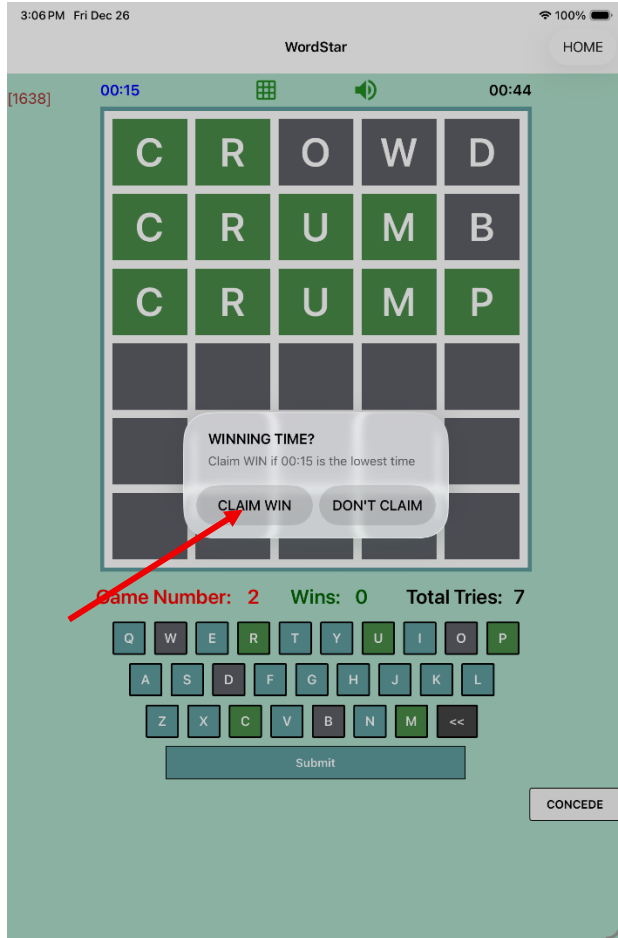 3:06 PM Fri Dec 26 100%
WordStar HOME
[1638] 00:15 00:44
C R O W D
C R U M B
C R U M P
WINNING TIME?
Claim WIN if 00:15 is the lowest time
CLAIM WIN DON'T CLAIM
Game Number: 2 Wins: 0 Total Tries: 7
Q W E R T Y U I O P
A S D F G H J K L
Z X C V B N M <<
Submit
CONCEDE